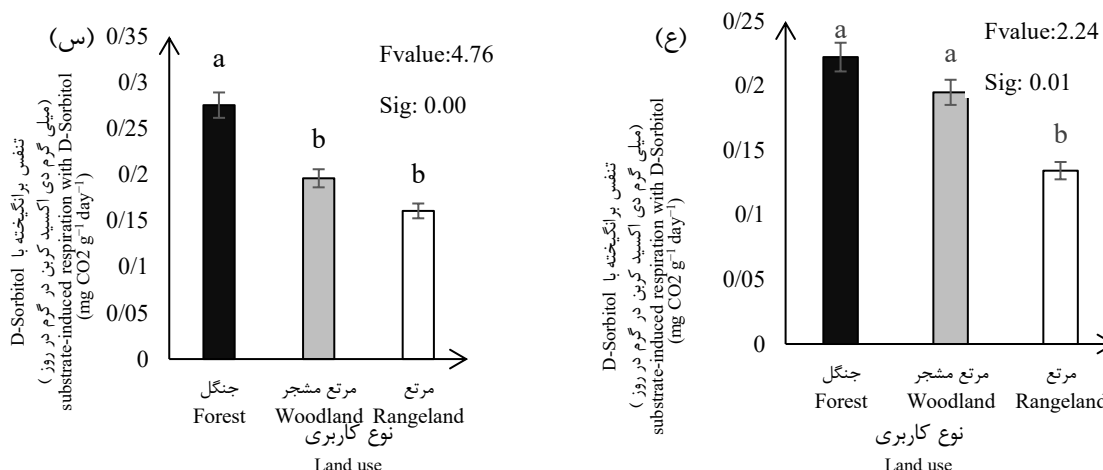 (س)
Fvalue:4.76
Sig: 0.00
0/35
0/3
0/25
0/2
0/15
0/1
0/05
0
a
b
b
تنفس برانگیخته با D-Sorbitol
(میلی گرم دی اکسید کربن در گرم در روز)
substrate-induced respiration with D-Sorbitol
(mg CO2 g⁻¹ day⁻¹)
جنگل مرتع مشجر مرتع
Forest Woodland Rangeland
نوع کاربری
Land use
(ع)
Fvalue:2.24
Sig: 0.01
0/25
0/2
0/15
0/1
0/05
0
a
a
b
تنفس برانگیخته با D-Sorbitol
(میلی گرم دی اکسید کربن در گرم در روز)
substrate-induced respiration with D-Sorbitol
(mg CO2 g⁻¹ day⁻¹)
جنگل مرتع مشجر مرتع
Forest Woodland Rangeland
نوع کاربری
Land use